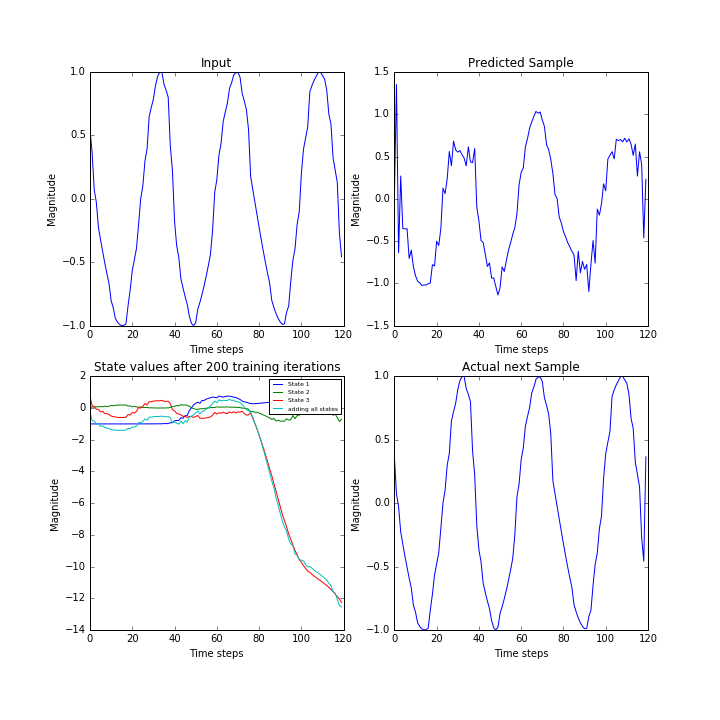 Input
Predicted Sample
1.0
0.5
0.0
−0.5
−1.0
Magnitude
0 20 40 60 80 100 120
Time steps
1.5
1.0
0.5
0.0
−0.5
−1.0
−1.5
Magnitude
0 20 40 60 80 100 120
Time steps
State values after 200 training iterations
Actual next Sample
2
0
−2
−4
−6
−8
−10
−12
−14
Magnitude
State 1
State 2
State 3
adding all states
0 20 40 60 80 100 120
Time steps
1.0
0.5
0.0
−0.5
−1.0
Magnitude
0 20 40 60 80 100 120
Time steps